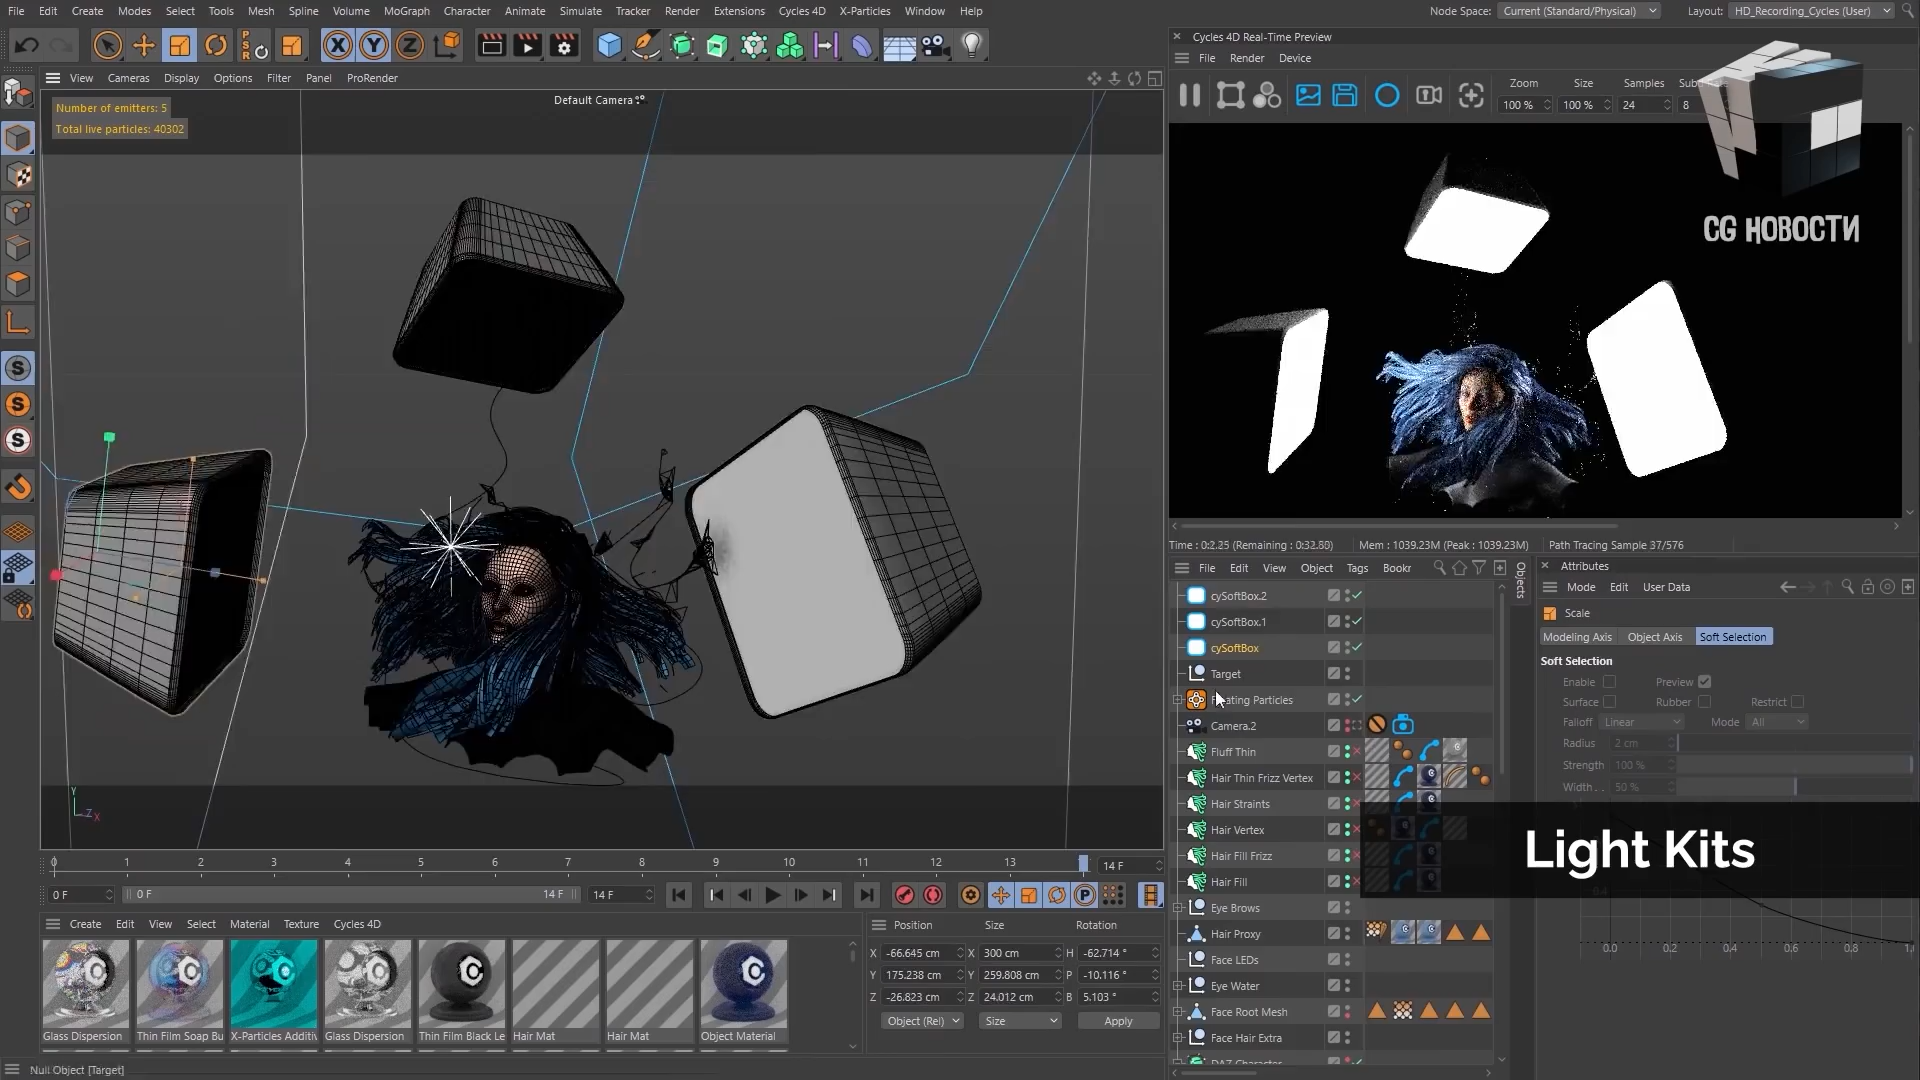 File Edit Create Modes Select Tools Mesh Spline Volume MoGraph Character Animate Simulate Tracker Render Extensions Cycles 4D X-Particles Window Help
Node Space: Current (Standard/Physical) Layout: HD_Recording_Cycles (User)
X Y Z PSR
View Cameras Display Options Filter Panel ProRender
Number of emitters: 5
Total live particles: 40302
Default Camera
Cycles 4D Real-Time Preview
File Render Device
Zoom Size Samples
100 % 100 % 24 8
CG НОВОСТИ
Time : 0:2.25 (Remaining : 0:32.80) Mem : 1039.23M (Peak : 1039.23M) Path Tracing Sample 37/576
File Edit View Object Tags Bookr
Objects
cySoftBox.2
cySoftBox.1
cySoftBox
Target
Camera.2
Fluff Thin
Hair Thin Frizz Vertex
Hair Straints
Hair Vertex
Hair Fill Frizz
Hair Fill
Eye Brows
Hair Proxy
Face LEDs
Eye Water
Face Root Mesh
Face Hair Extra
DAZ Character
Attributes
Mode Edit User Data
Scale
Modeling Axis Object Axis Soft Selection
Soft Selection
Enable Preview
Surface Rubber Restrict
Falloff Linear Mode All
Radius 2 cm
Strength 100 %
Width . . 50 %
Light Kits
0.4
0.0 0.2 0.4 0.6 0.8
S
S
S
Y
Z
X
0 1 2 3 4 5 6 7 8 9 10 11 12 13 14 F
0 F 0 F 14 F 14 F P
Create Edit View Select Material Texture Cycles 4D
Glass Dispersion Thin Film Soap Bu X-Particles Additiv Glass Dispersion Thin Film Black Le Hair Mat Hair Mat Object Material
Position Size Rotation
X -66.645 cm X 300 cm H -62.714 °
Y 175.238 cm Y 259.808 cm P -10.116 °
Z -26.823 cm Z 24.012 cm B 5.103 °
Object (Rel) Size Apply
Null Object [Target]